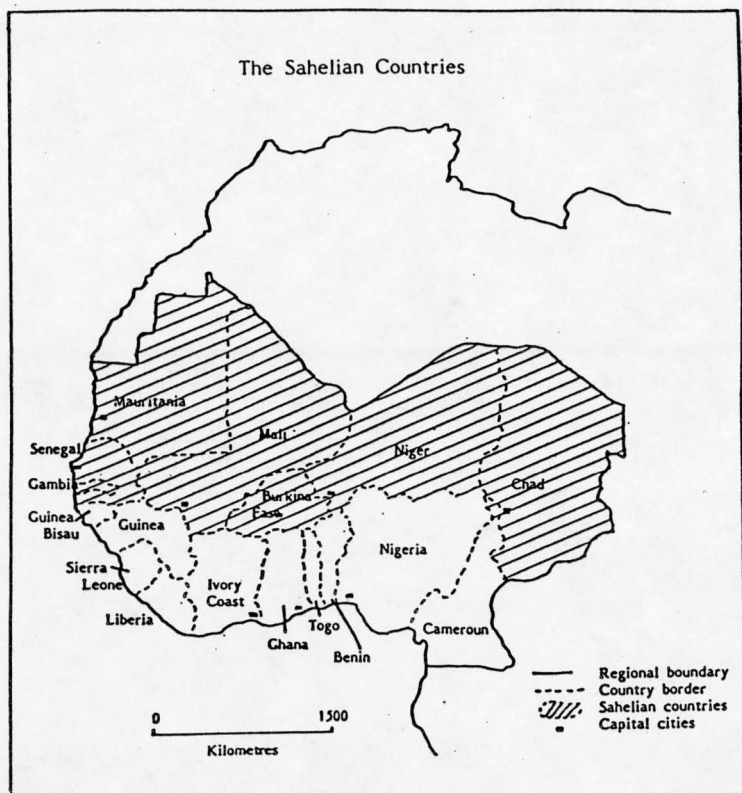 The Sahelian Countries
Mauritania
Mali
Niger
Chad
Senegal
Gambia
Guinea
Bissau
Guinea
Burkina
Faso
Nigeria
Sierra
Leone
Ivory
Coast
Liberia
Ghana
Togo
Benin
Cameroun
Regional boundary
Country border
Sahelian countries
Capital cities
0 1500
Kilometres